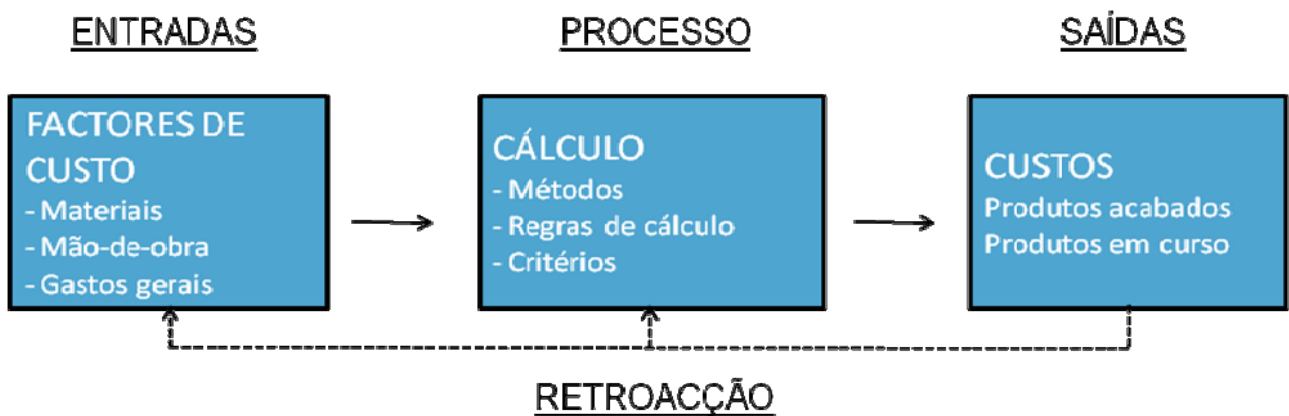 ENTRADAS
PROCESSO
SAÍDAS
FACTORES DE
CUSTO
- Materiais
- Mão-de-obra
- Gastos gerais
CÁLCULO
- Métodos
- Regras de cálculo
- Critérios
CUSTOS
Produtos acabados
Produtos em curso
RETROACÇÃO